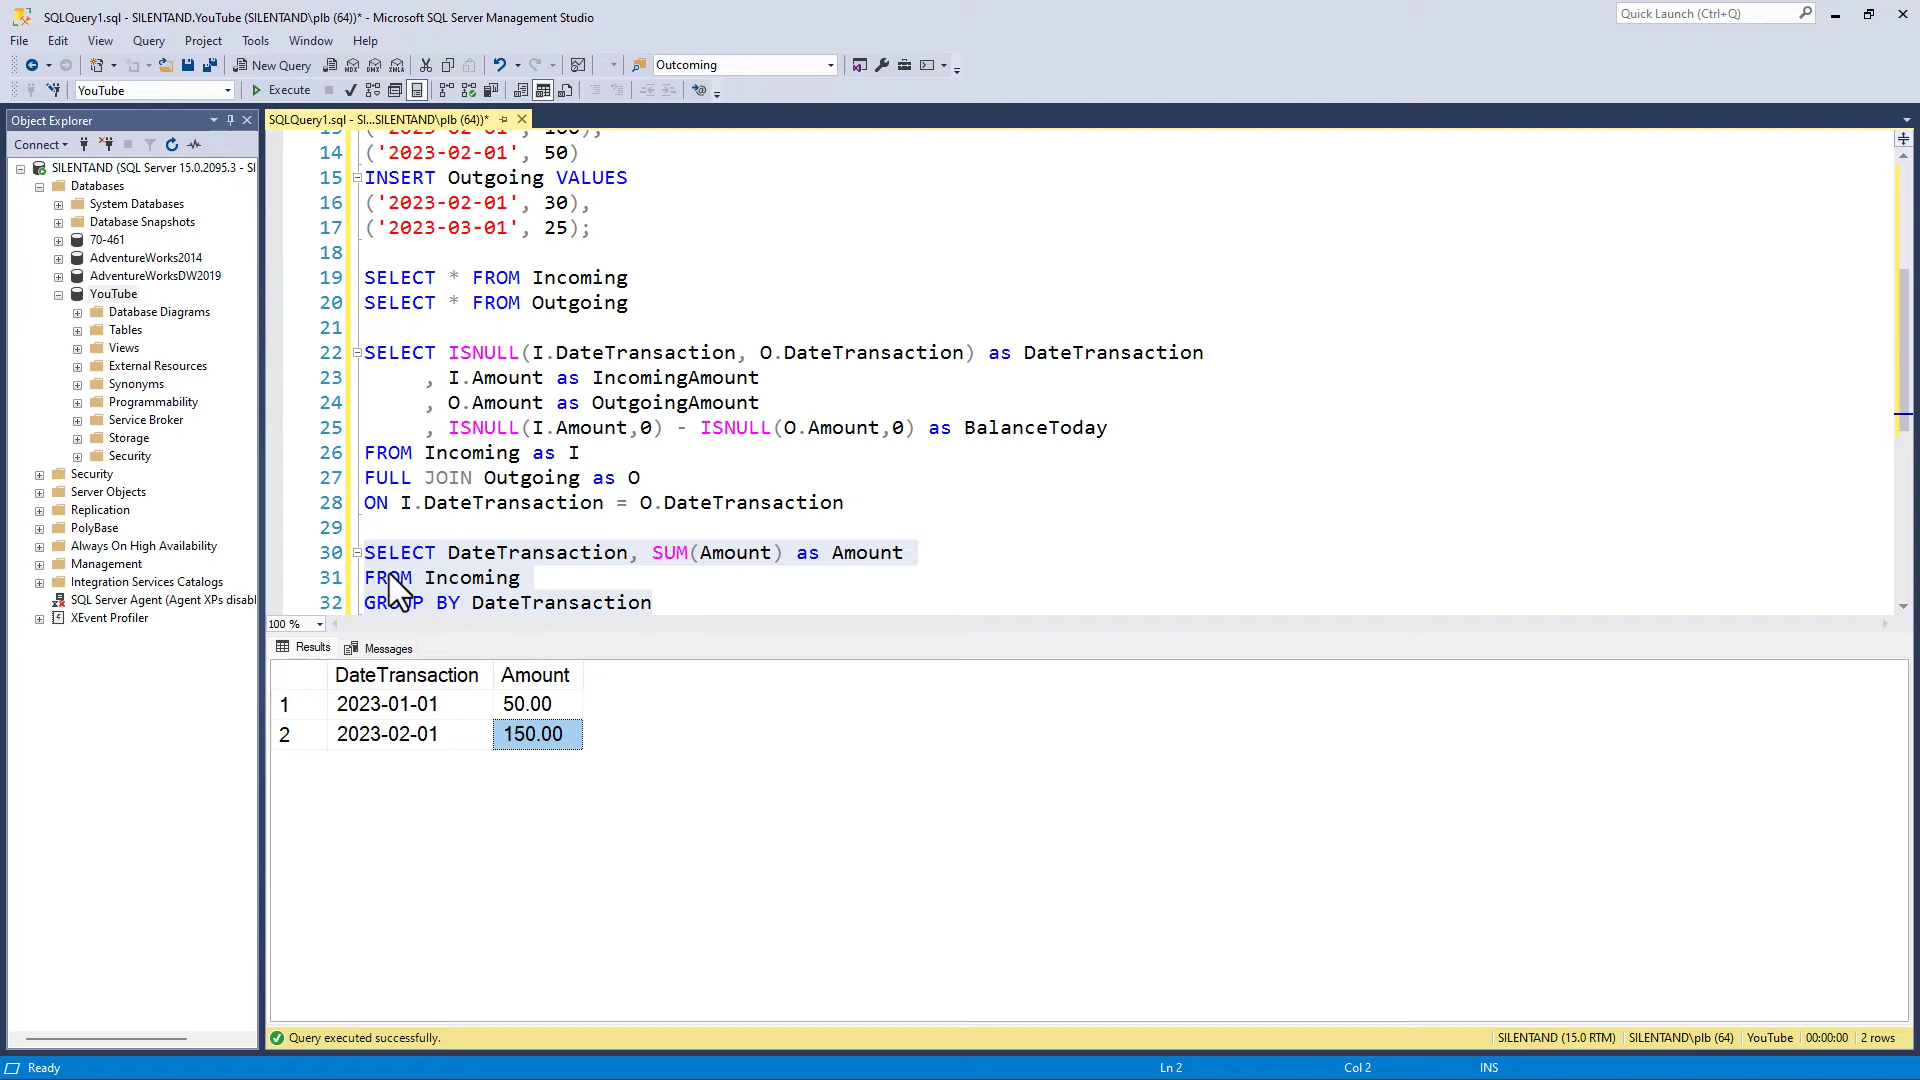 SQLQuery1.sql - SILENTAND.YouTube (SILENTAND\plb (64))* - Microsoft SQL Server Management Studio
Quick Launch (Ctrl+Q)
File Edit View Query Project Tools Window Help
New Query
Outcoming
YouTube
Execute
Object Explorer
SQLQuery1.sql - SI...SILENTAND\plb (64))*
Connect
SILENTAND (SQL Server 15.0.2095.3 - SI
Databases
System Databases
Database Snapshots
70-461
AdventureWorks2014
AdventureWorksDW2019
YouTube
Database Diagrams
Tables
Views
External Resources
Synonyms
Programmability
Service Broker
Storage
Security
Security
Server Objects
Replication
PolyBase
Always On High Availability
Management
Integration Services Catalogs
SQL Server Agent (Agent XPs disabl
XEvent Profiler
13 ('2023-02-01', 100),
14 ('2023-02-01', 50)
15 INSERT Outgoing VALUES
16 ('2023-02-01', 30),
17 ('2023-03-01', 25);
18
19 SELECT * FROM Incoming
20 SELECT * FROM Outgoing
21
22 SELECT ISNULL(I.DateTransaction, O.DateTransaction) as DateTransaction
23 , I.Amount as IncomingAmount
24 , O.Amount as OutgoingAmount
25 , ISNULL(I.Amount,0) - ISNULL(O.Amount,0) as BalanceToday
26 FROM Incoming as I
27 FULL JOIN Outgoing as O
28 ON I.DateTransaction = O.DateTransaction
29
30 SELECT DateTransaction, SUM(Amount) as Amount
31 FROM Incoming
32 GROUP BY DateTransaction
100 %
Results Messages
DateTransaction Amount
1 2023-01-01 50.00
2 2023-02-01 150.00
Query executed successfully.
SILENTAND (15.0 RTM) SILENTAND\plb (64) YouTube 00:00:00 2 rows
Ready
Ln 2 Col 2 INS